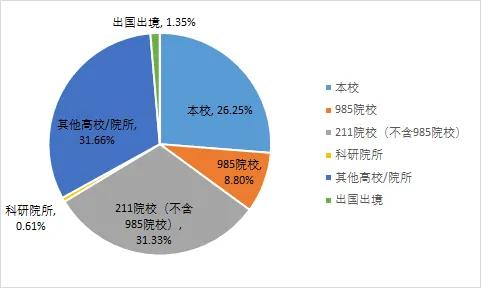 出国出境, 1.35%
本校, 26.25%
985院校,
8.80%
211院校（不含
985院校）,
31.33%
科研院所,
0.61%
其他高校/院所,
31.66%
本校
985院校
211院校（不含985院校）
科研院所
其他高校/院所
出国出境